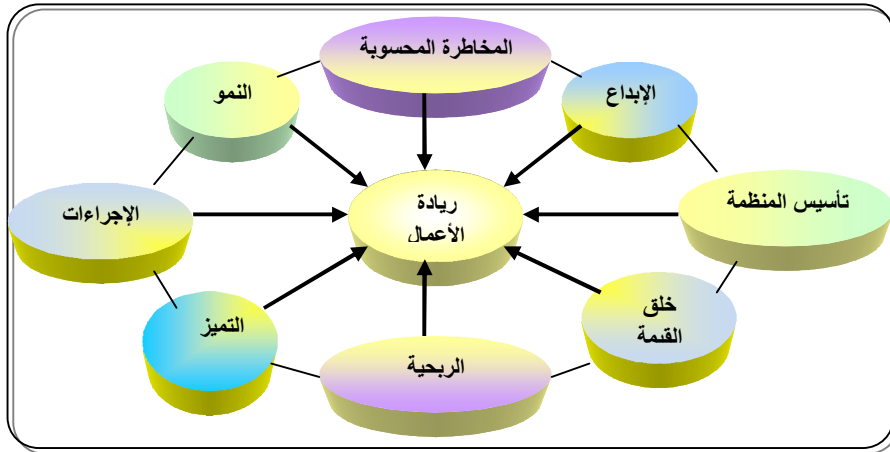 المخاطرة المحسوبة
الإبداع
النمو
تأسيس المنظمة
ريادة
الأعمال
الإجراءات
خلق
القيمة
التميز
الربحية